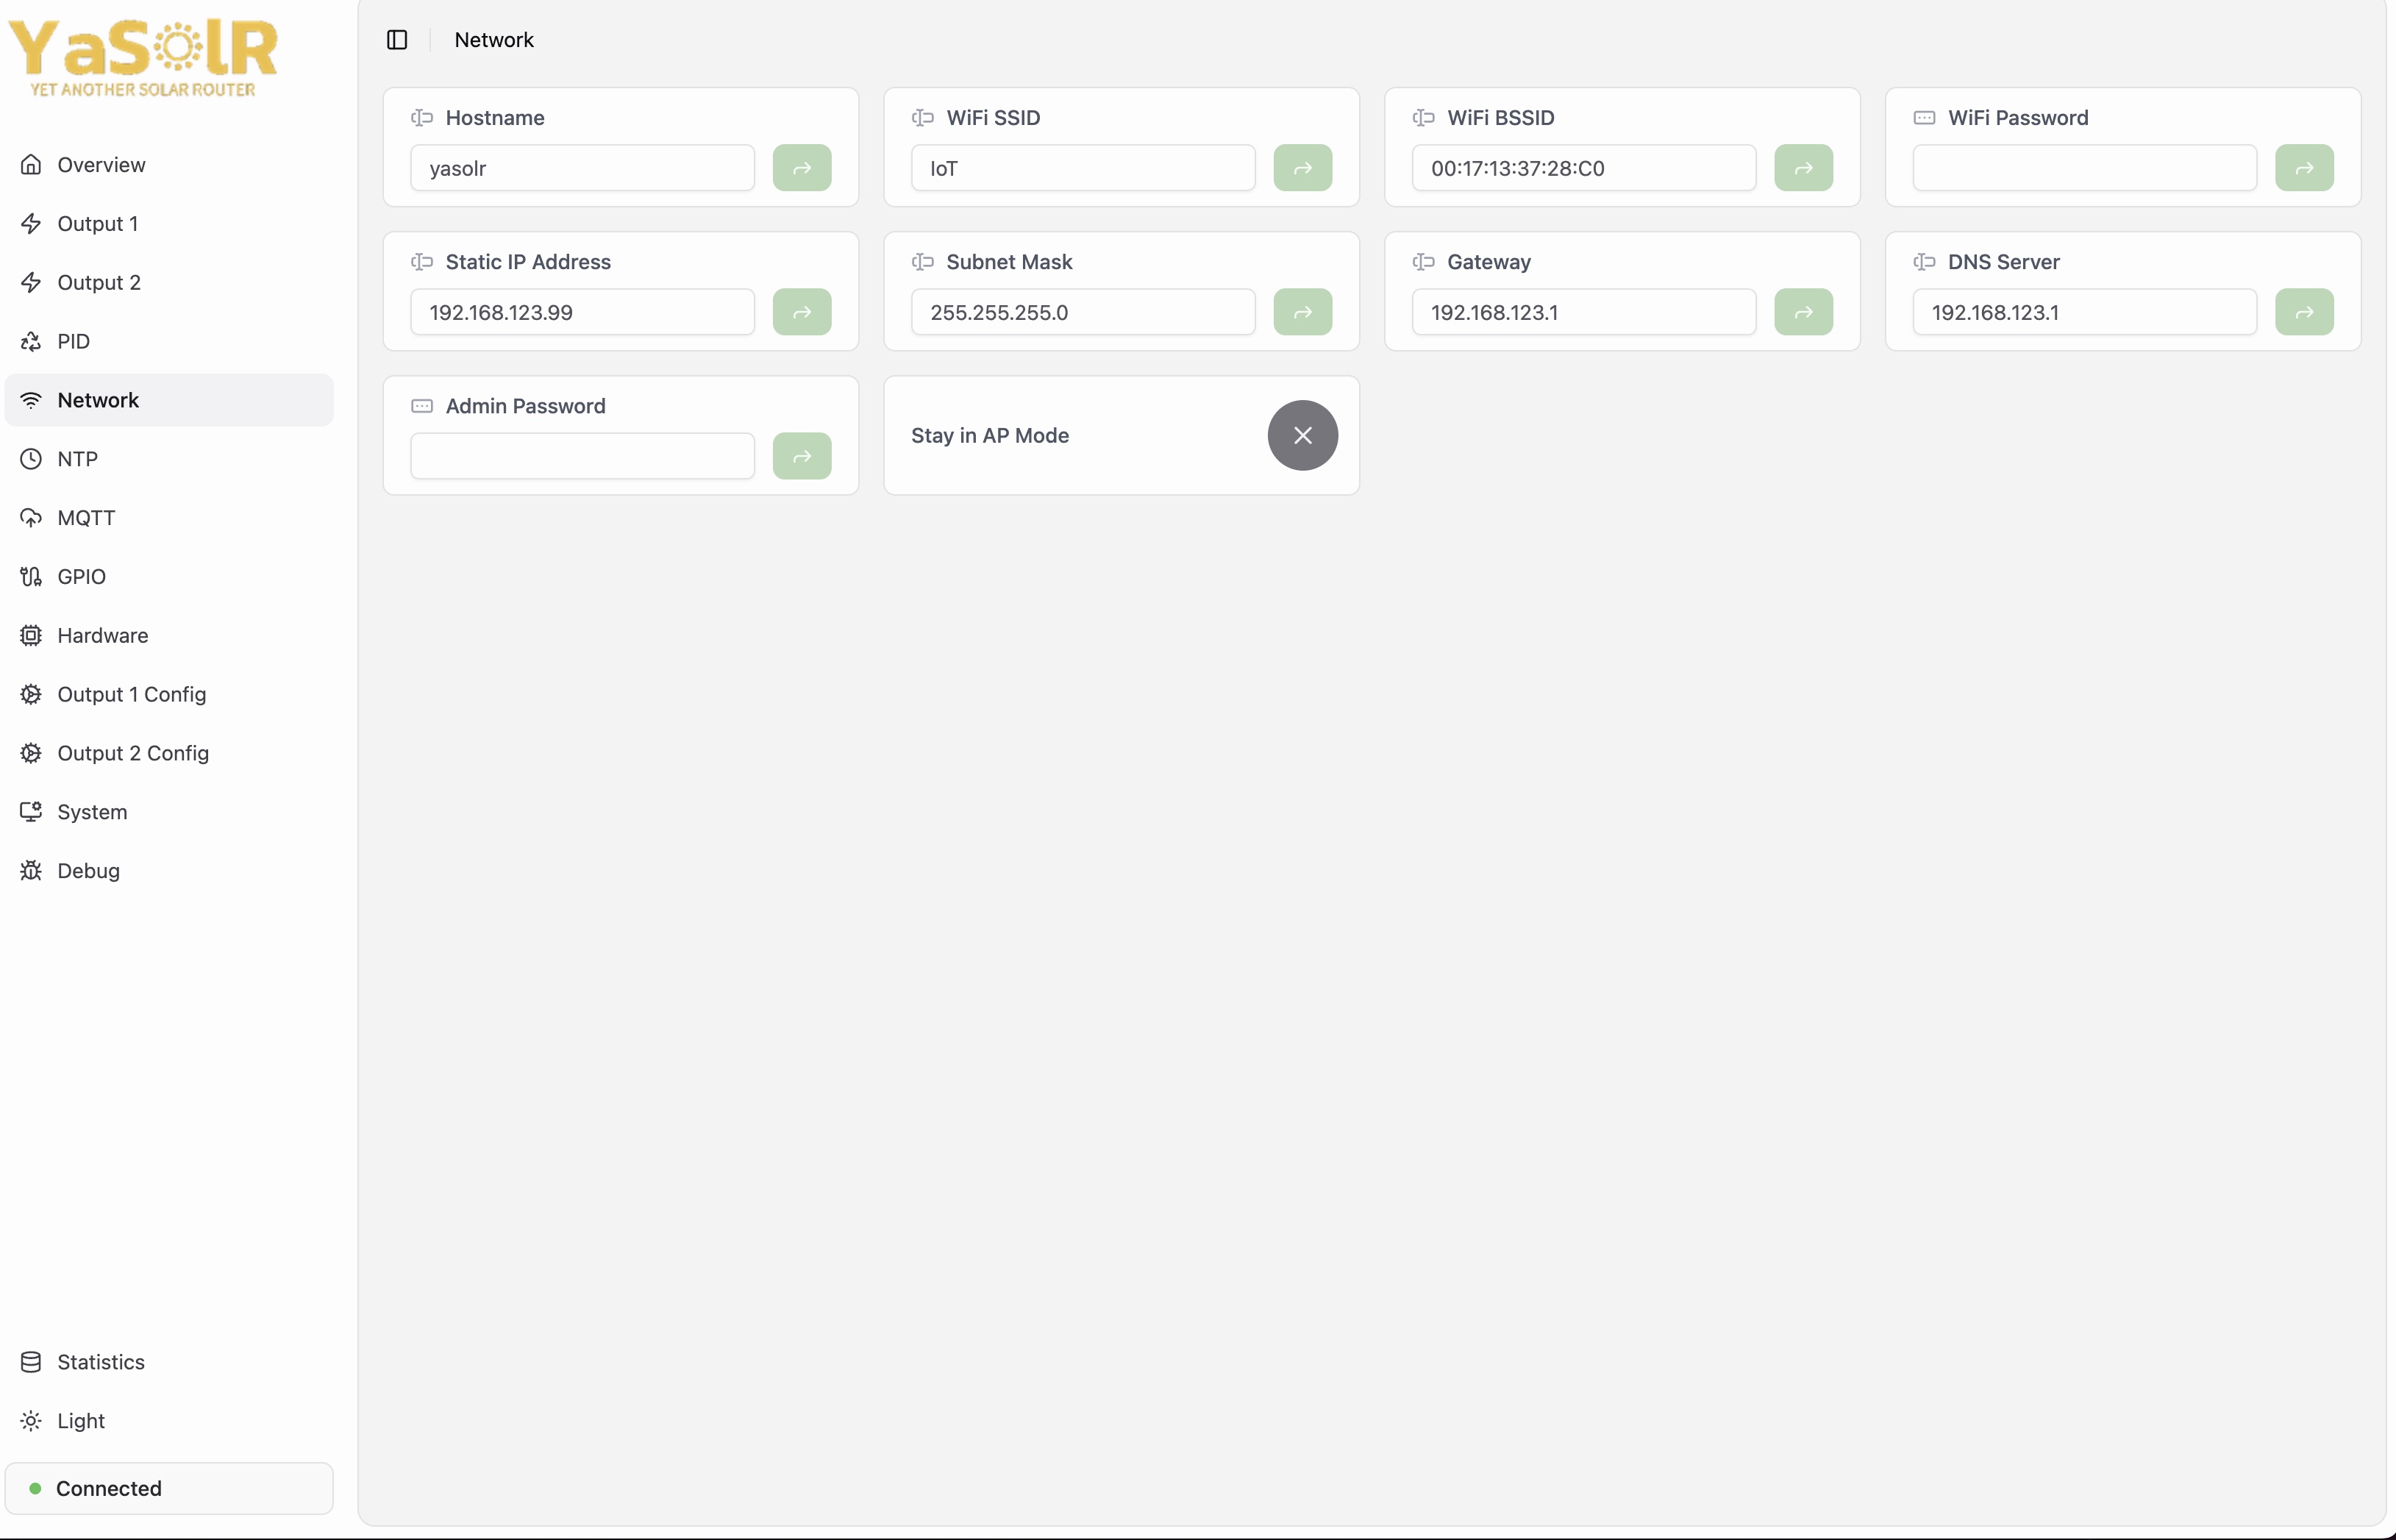 YaSolR
YET ANOTHER SOLAR ROUTER
Overview
Output 1
Output 2
PID
Network
NTP
MQTT
GPIO
Hardware
Output 1 Config
Output 2 Config
System
Debug
Statistics
Light
Connected
Network
Hostname
yasolr
WiFi SSID
IoT
WiFi BSSID
00:17:13:37:28:C0
WiFi Password
Static IP Address
192.168.123.99
Subnet Mask
255.255.255.0
Gateway
192.168.123.1
DNS Server
192.168.123.1
Admin Password
Stay in AP Mode